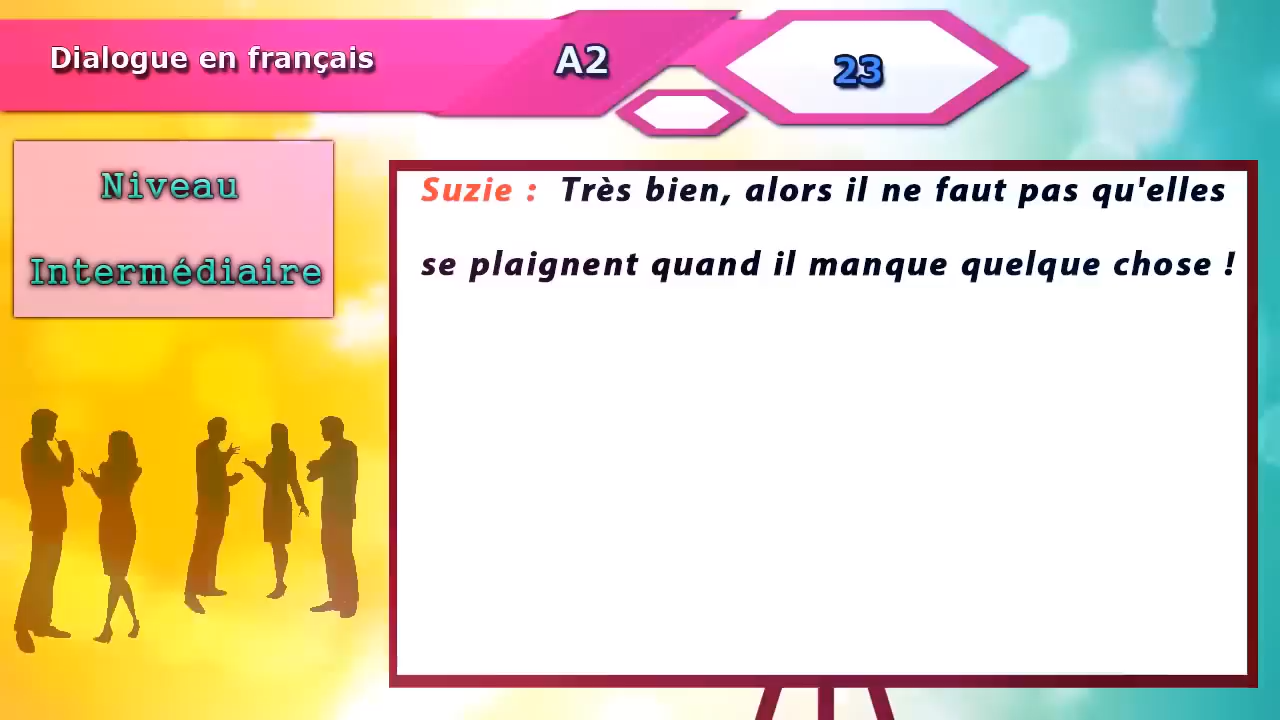 Dialogue en français
A2
23
Niveau
Intermédiaire
Suzie : Très bien, alors il ne faut pas qu'elles
se plaignent quand il manque quelque chose !